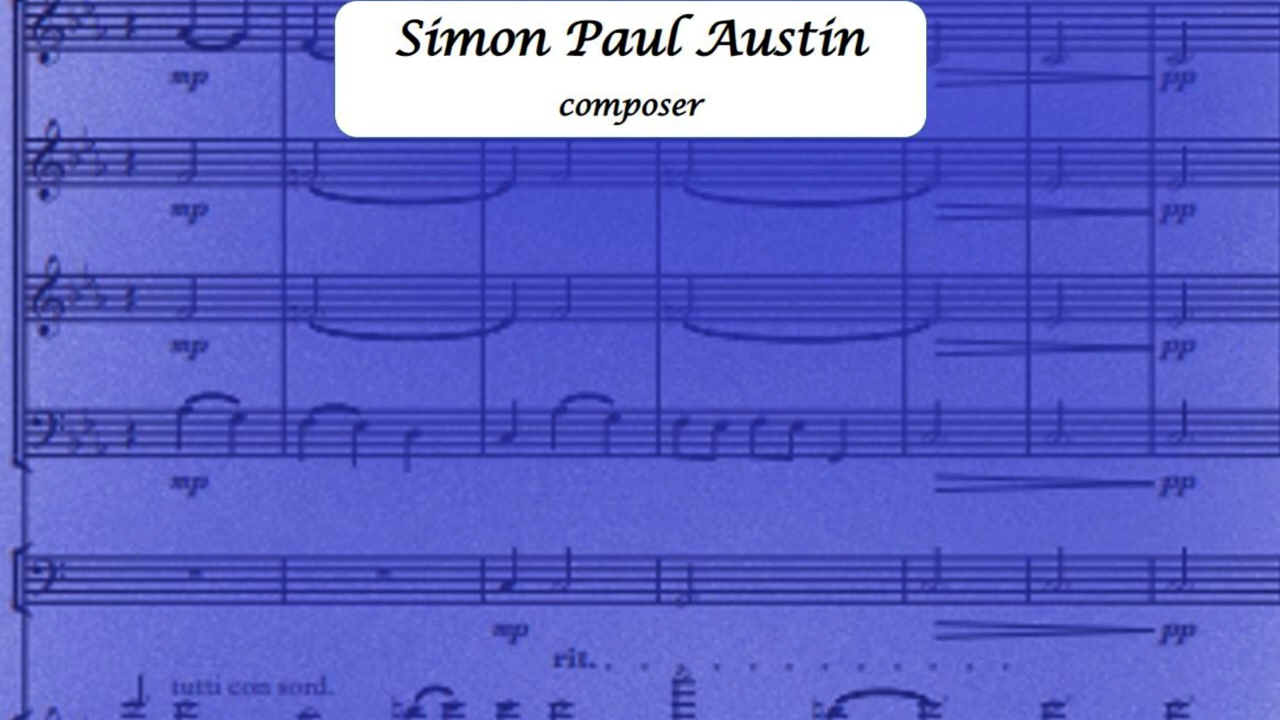 Simon Paul Austin
composer
mp
pp
mp
pp
mp
pp
mp
pp
mp
pp
rit. . . . . . . . . . . .
tutti con sord.